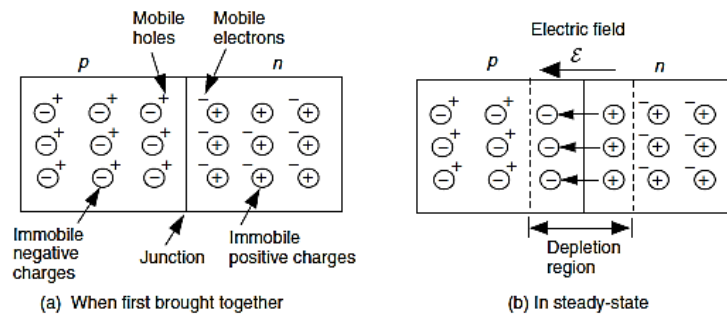 Mobile
holes
Mobile
electrons
p
n
+ + + − − −
− − − + + +
+ + + − − −
− − − + + +
+ + + − − −
− − − + + +
Immobile
negative
charges
Junction
Immobile
positive charges
(a) When first brought together
Electric field
ℰ
p
n
+ + − −
− − − + + +
+ + − −
− − − + + +
+ + − −
− − − + + +
Depletion
region
(b) In steady-state